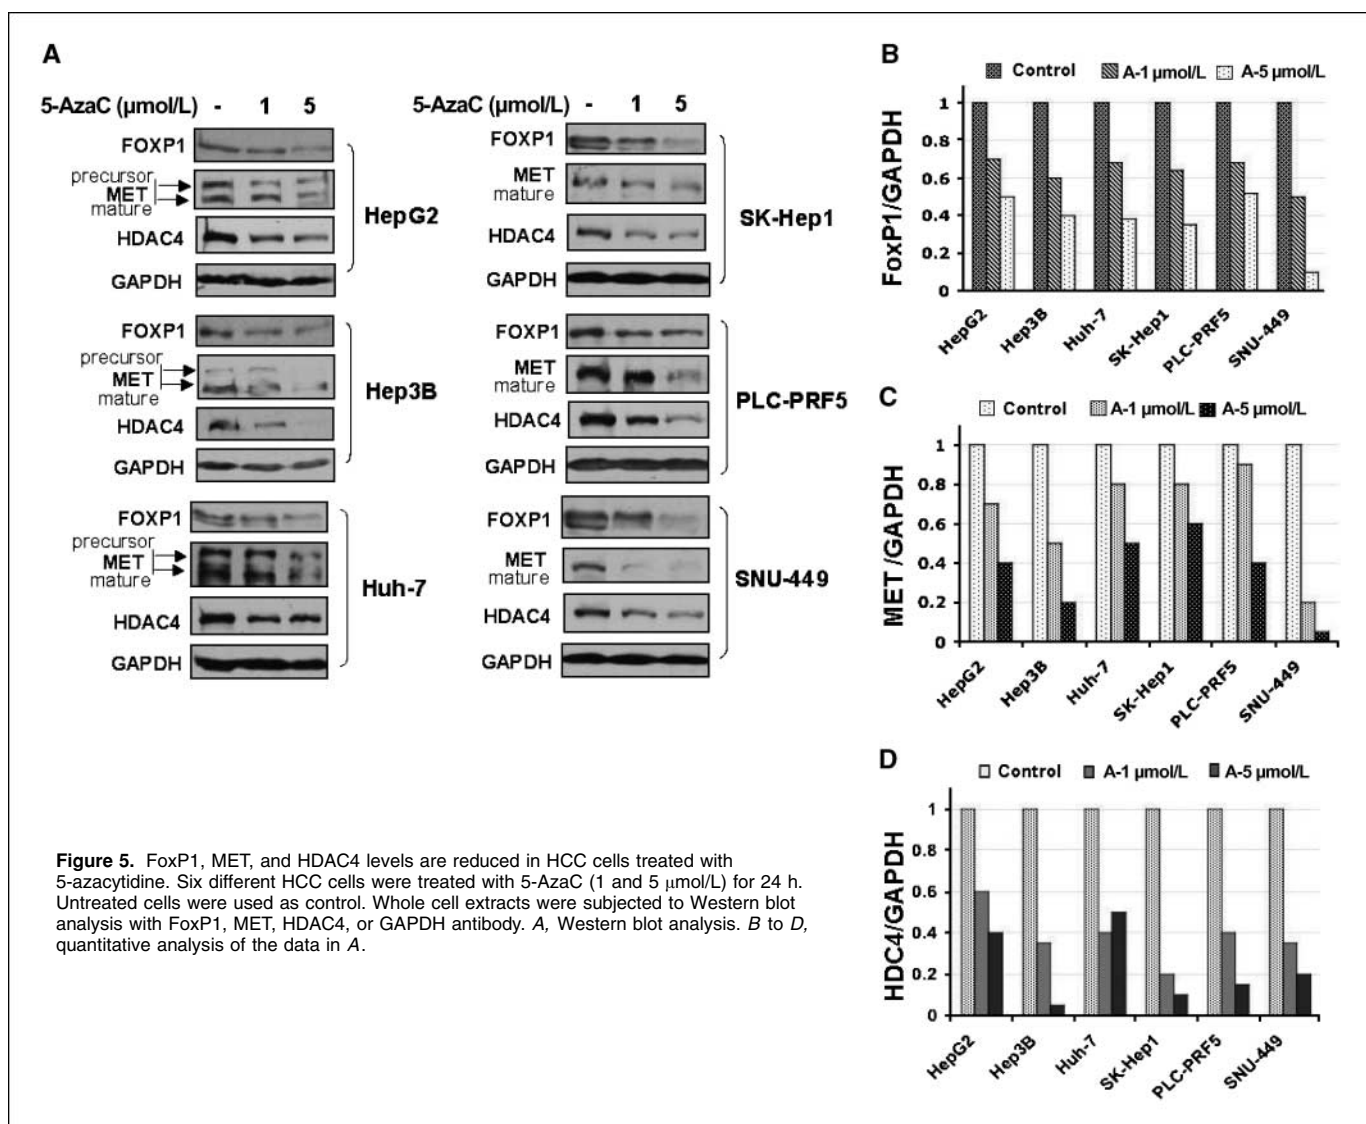 A
5-AzaC (µmol/L) - 1 5
FOXP1
precursor
MET
mature
HDAC4
GAPDH
HepG2
FOXP1
precursor
MET
mature
HDAC4
GAPDH
Hep3B
FOXP1
precursor
MET
mature
HDAC4
GAPDH
Huh-7
5-AzaC (µmol/L) - 1 5
FOXP1
MET
mature
HDAC4
GAPDH
SK-Hep1
FOXP1
MET
mature
HDAC4
GAPDH
PLC-PRF5
FOXP1
MET
mature
HDAC4
GAPDH
SNU-449
B
Control A-1 µmol/L A-5 µmol/L
FoxP1/GAPDH
1
0.8
0.6
0.4
0.2
0
HepG2 Hep3B Huh-7 SK-Hep1 PLC-PRF5 SNU-449
C
Control A-1 µmol/L A-5 µmol/L
MET /GAPDH
1
0.8
0.6
0.4
0.2
0
HepG2 Hep3B Huh-7 SK-Hep1 PLC-PRF5 SNU-449
D
Control A-1 µmol/L A-5 µmol/L
HDC4/GAPDH
1
0.8
0.6
0.4
0.2
0
HepG2 Hep3B Huh-7 SK-Hep1 PLC-PRF5 SNU-449
Figure 5. FoxP1, MET, and HDAC4 levels are reduced in HCC cells treated with
5-azacytidine. Six different HCC cells were treated with 5-AzaC (1 and 5 µmol/L) for 24 h.
Untreated cells were used as control. Whole cell extracts were subjected to Western blot
analysis with FoxP1, MET, HDAC4, or GAPDH antibody. A, Western blot analysis. B to D,
quantitative analysis of the data in A.